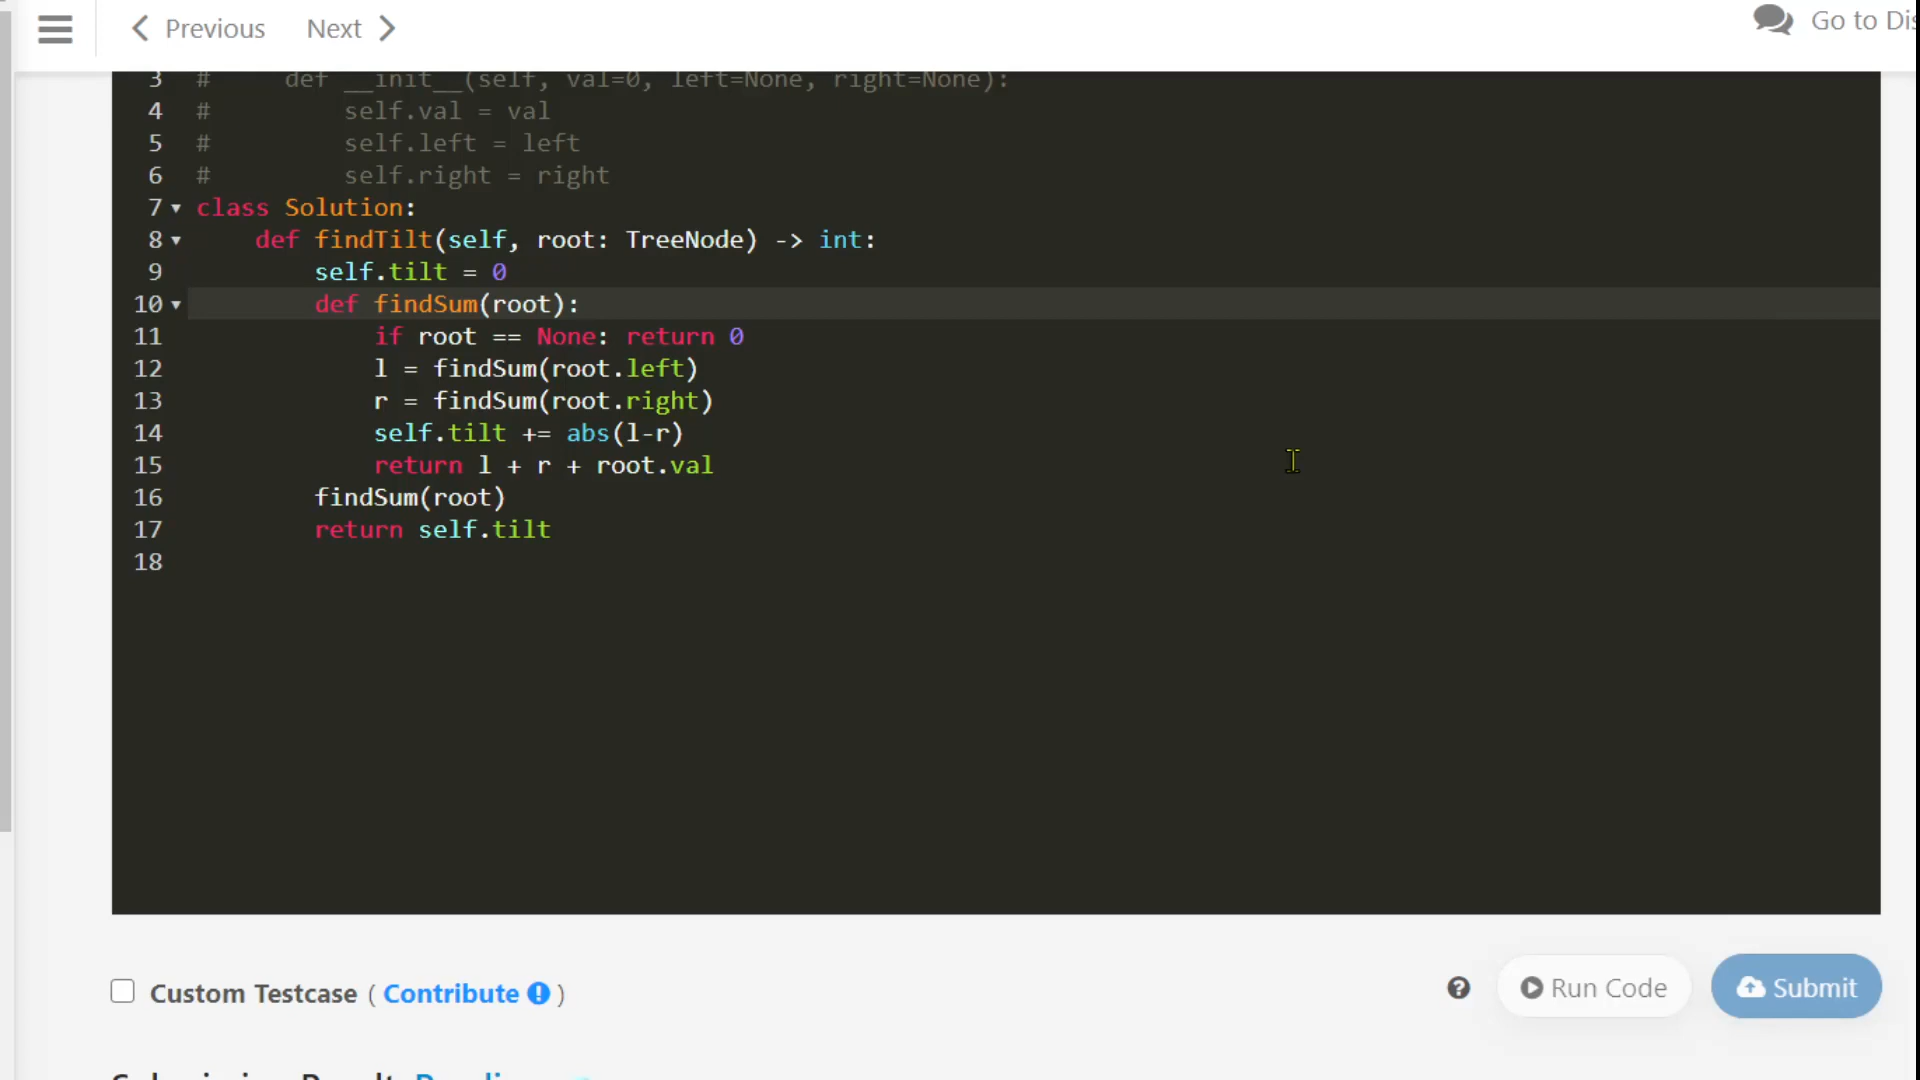 Previous Next Go to Dis
3 #     def __init__(self, val=0, left=None, right=None):
4 #         self.val = val
5 #         self.left = left
6 #         self.right = right
7 class Solution:
8     def findTilt(self, root: TreeNode) -> int:
9         self.tilt = 0
10         def findSum(root):
11             if root == None: return 0
12             l = findSum(root.left)
13             r = findSum(root.right)
14             self.tilt += abs(l-r)
15             return l + r + root.val
16         findSum(root)
17         return self.tilt
18
Custom Testcase ( Contribute ) Run Code Submit